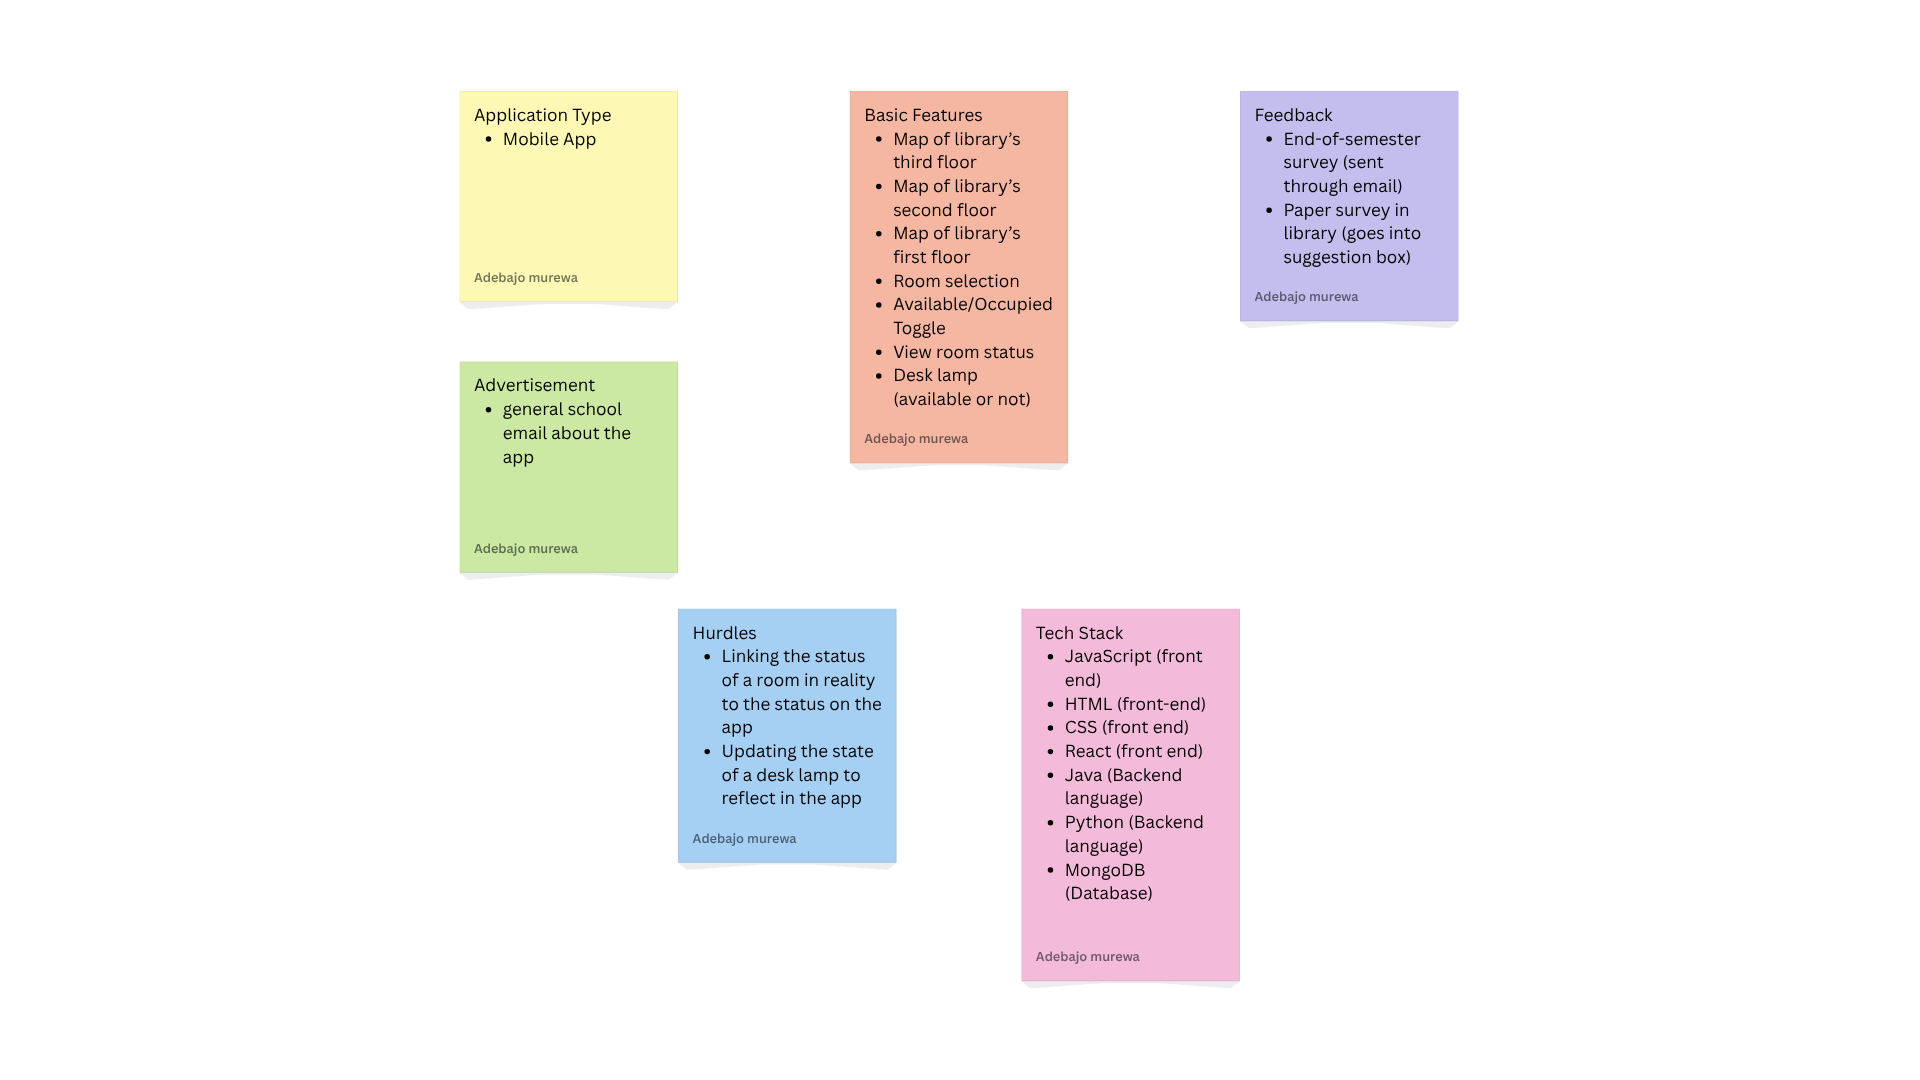 Application Type
• Mobile App
Adebajo murewa
Advertisement
• general school
email about the
app
Adebajo murewa
Basic Features
• Map of library’s
third floor
• Map of library’s
second floor
• Map of library’s
first floor
• Room selection
• Available/Occupied
Toggle
• View room status
• Desk lamp
(available or not)
Adebajo murewa
Feedback
• End-of-semester
survey (sent
through email)
• Paper survey in
library (goes into
suggestion box)
Adebajo murewa
Hurdles
• Linking the status
of a room in reality
to the status on the
app
• Updating the state
of a desk lamp to
reflect in the app
Adebajo murewa
Tech Stack
• JavaScript (front
end)
• HTML (front-end)
• CSS (front end)
• React (front end)
• Java (Backend
language)
• Python (Backend
language)
• MongoDB
(Database)
Adebajo murewa